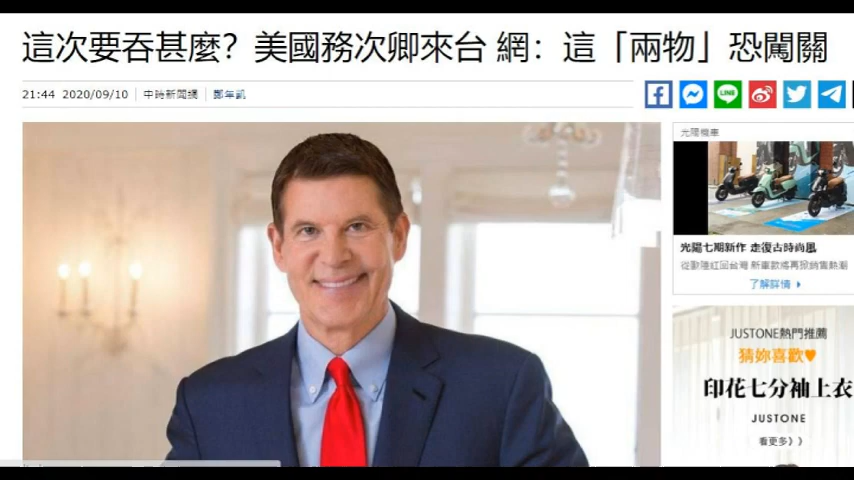 這次要吞甚麼？美國務次卿來台 網：這「兩物」恐闖關
21:44 2020/09/10 中時新聞網 鄭年凱
LINE
光陽機車
光陽七期新作 走復古時尚風
了解詳情
JUSTONE熱門推薦
猜妳喜歡
印花七分袖上衣
JUSTONE
看更多》》